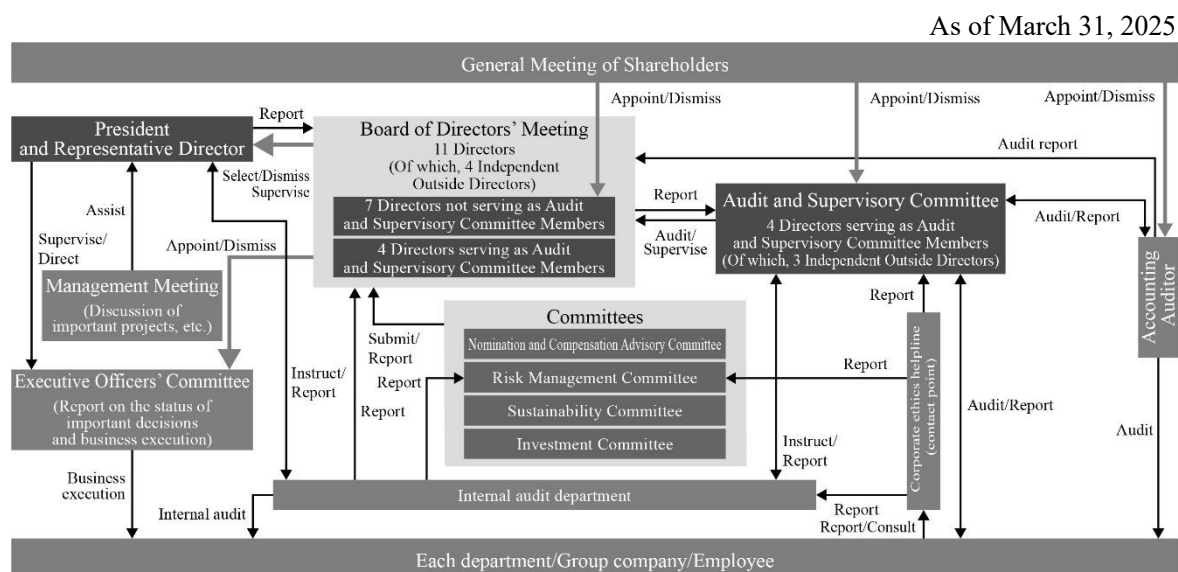 As of March 31, 2025
General Meeting of Shareholders
Appoint/Dismiss
Appoint/Dismiss
Appoint/Dismiss
President
and Representative Director
Report
Select/Dismiss
Supervise
Board of Directors' Meeting
11 Directors
(Of which, 4 Independent
Outside Directors)
7 Directors not serving as Audit
and Supervisory Committee Members
4 Directors serving as Audit
and Supervisory Committee Members
Audit report
Report
Audit/
Supervise
Audit and Supervisory Committee
4 Directors serving as Audit
and Supervisory Committee Members
(Of which, 3 Independent Outside Directors)
Audit/Report
Accounting
Auditor
Assist
Supervise/
Direct
Appoint/Dismiss
Management Meeting
(Discussion of
important projects, etc.)
Executive Officers' Committee
(Report on the status of
important decisions
and business execution)
Instruct/
Report
Submit/
Report
Report
Report
Committees
Nomination and Compensation Advisory Committee
Risk Management Committee
Sustainability Committee
Investment Committee
Report
Report
Corporate ethics helpline
(contact point)
Instruct/
Report
Audit/Report
Audit
Business
execution
Internal audit
Internal audit department
Report
Report/Consult
Each department/Group company/Employee